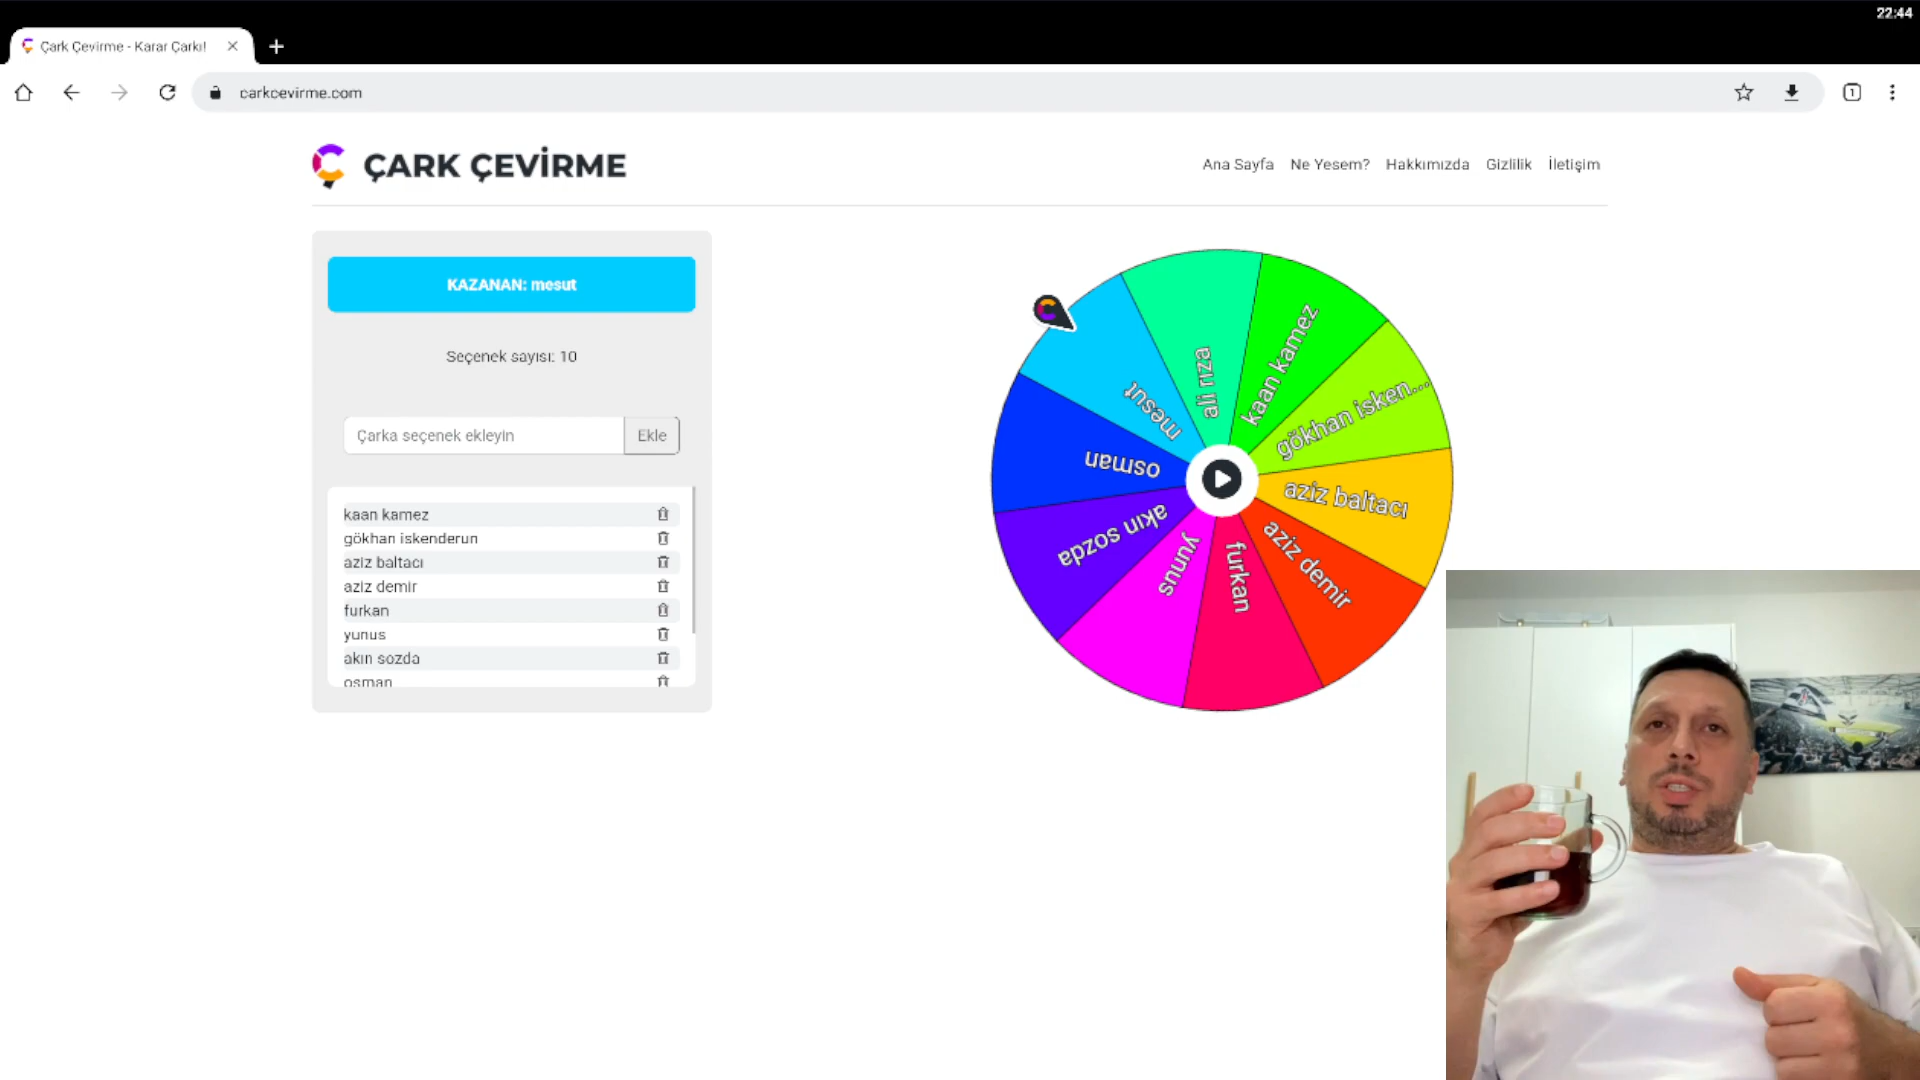 22:44
Çark Çevirme - Karar Çarkı!
carkcevirme.com
1
ÇARK ÇEVİRME
Ana Sayfa Ne Yesem? Hakkımızda Gizlilik İletişim
KAZANAN: mesut
Seçenek sayısı: 10
Çarka seçenek ekleyin Ekle
kaan kamez
gökhan iskenderun
aziz baltacı
aziz demir
furkan
yunus
akın sozda
osman
ali rıza
kaan kamez
gökhan isken...
aziz baltacı
aziz demir
furkan
yunus
akın sozda
osman
mesut